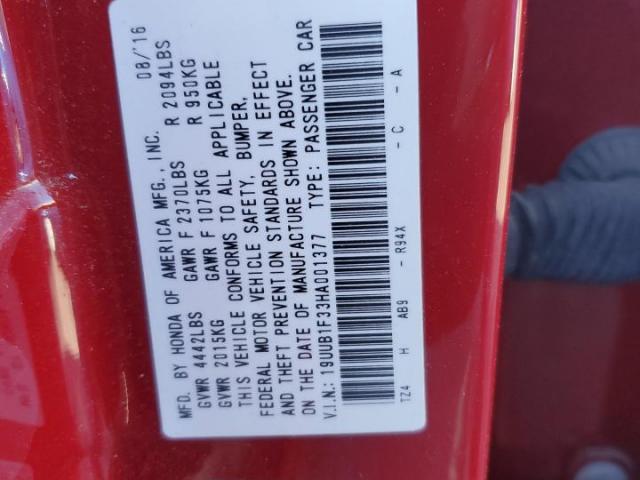 MFD. BY HONDA OF AMERICA MFG., INC. 08/'16
GVWR 4442LBS GAWR F 2370LBS R 2094LBS
GVWR 2015KG GAWR F 1075KG R 950KG
THIS VEHICLE CONFORMS TO ALL APPLICABLE
FEDERAL MOTOR VEHICLE SAFETY, BUMPER,
AND THEFT PREVENTION STANDARDS IN EFFECT
ON THE DATE OF MANUFACTURE SHOWN ABOVE.
V.I.N.: 19UUB1F33HA001377 TYPE: PASSENGER CAR
TZ4 H AB9 - R94X - C - A